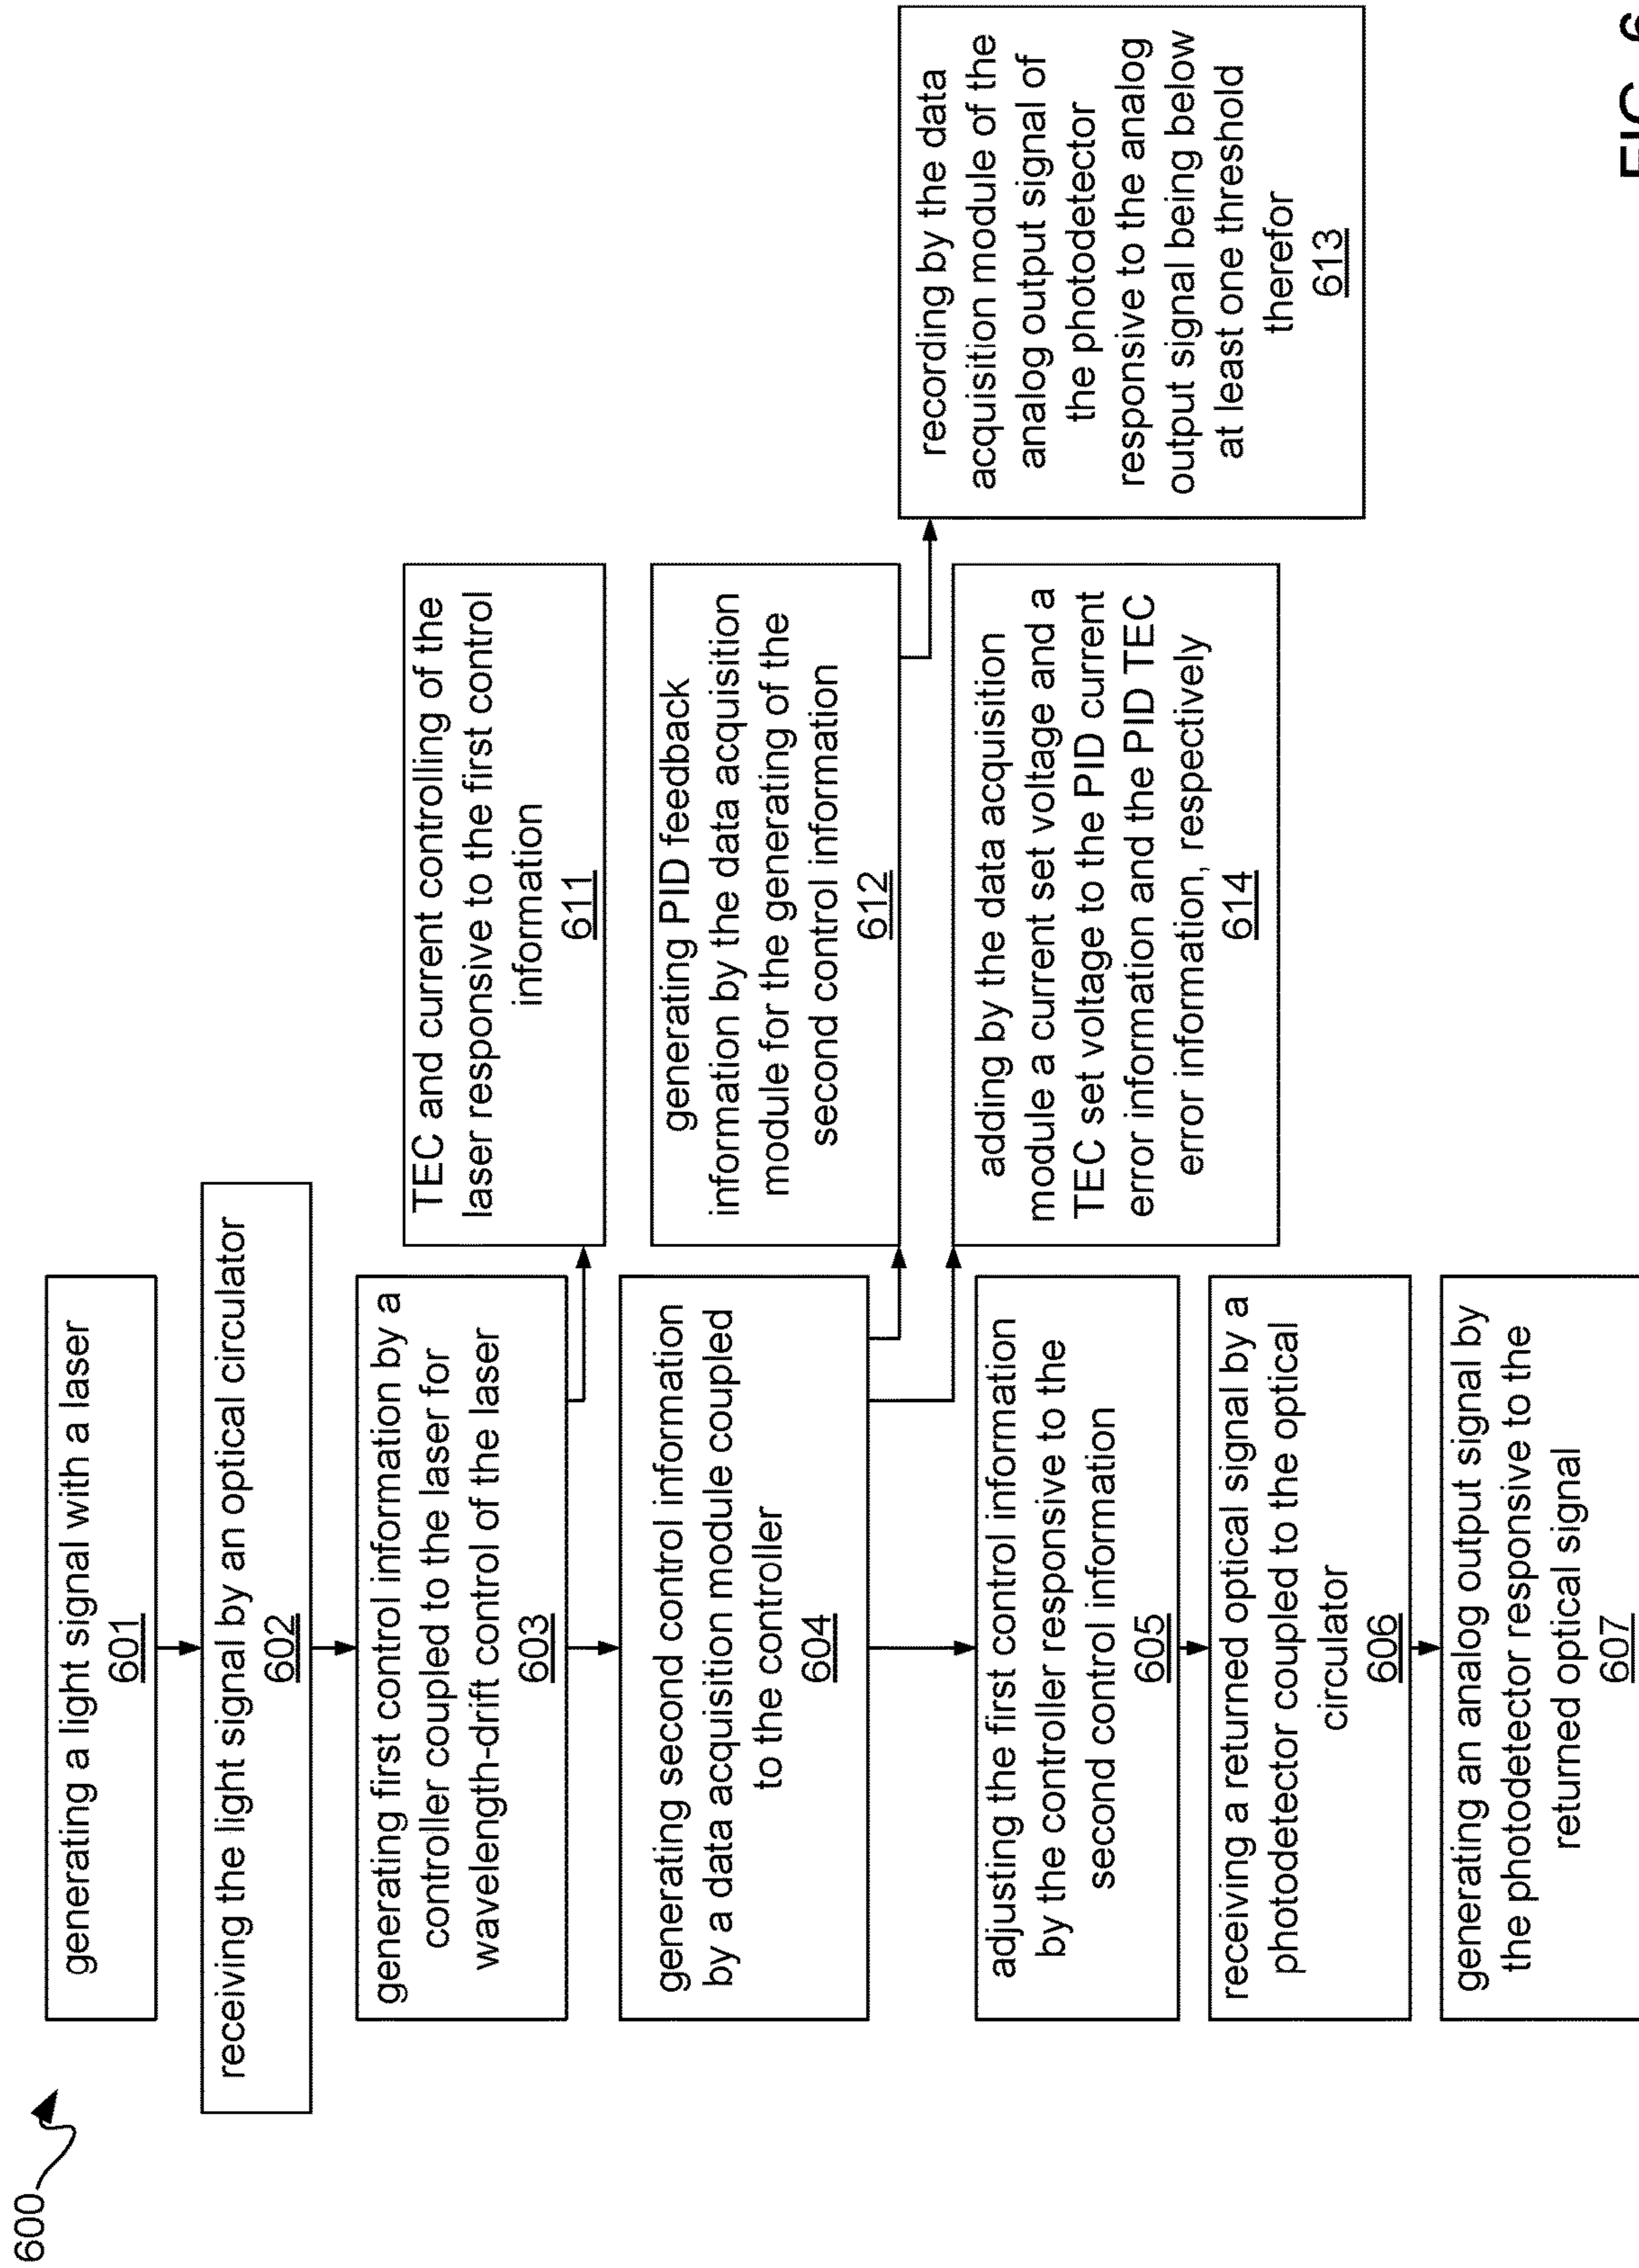 600
generating a light signal with a laser
601
receiving the light signal by an optical circulator
602
generating first control information by a
controller coupled to the laser for
wavelength-drift control of the laser
603
TEC and current controlling of the
laser responsive to the first control
information
611
generating second control information
by a data acquisition module coupled
to the controller
604
generating PID feedback
information by the data acquisition
module for the generating of the
second control information
612
recording by the data
acquisition module of the
analog output signal of
the photodetector
responsive to the analog
output signal being below
at least one threshold
therefor
613
adding by the data acquisition
module a current set voltage and a
TEC set voltage to the PID current
error information and the PID TEC
error information, respectively
614
adjusting the first control information
by the controller responsive to the
second control information
605
receiving a returned optical signal by a
photodetector coupled to the optical
circulator
606
generating an analog output signal by
the photodetector responsive to the
returned optical signal
607
FIG. 6